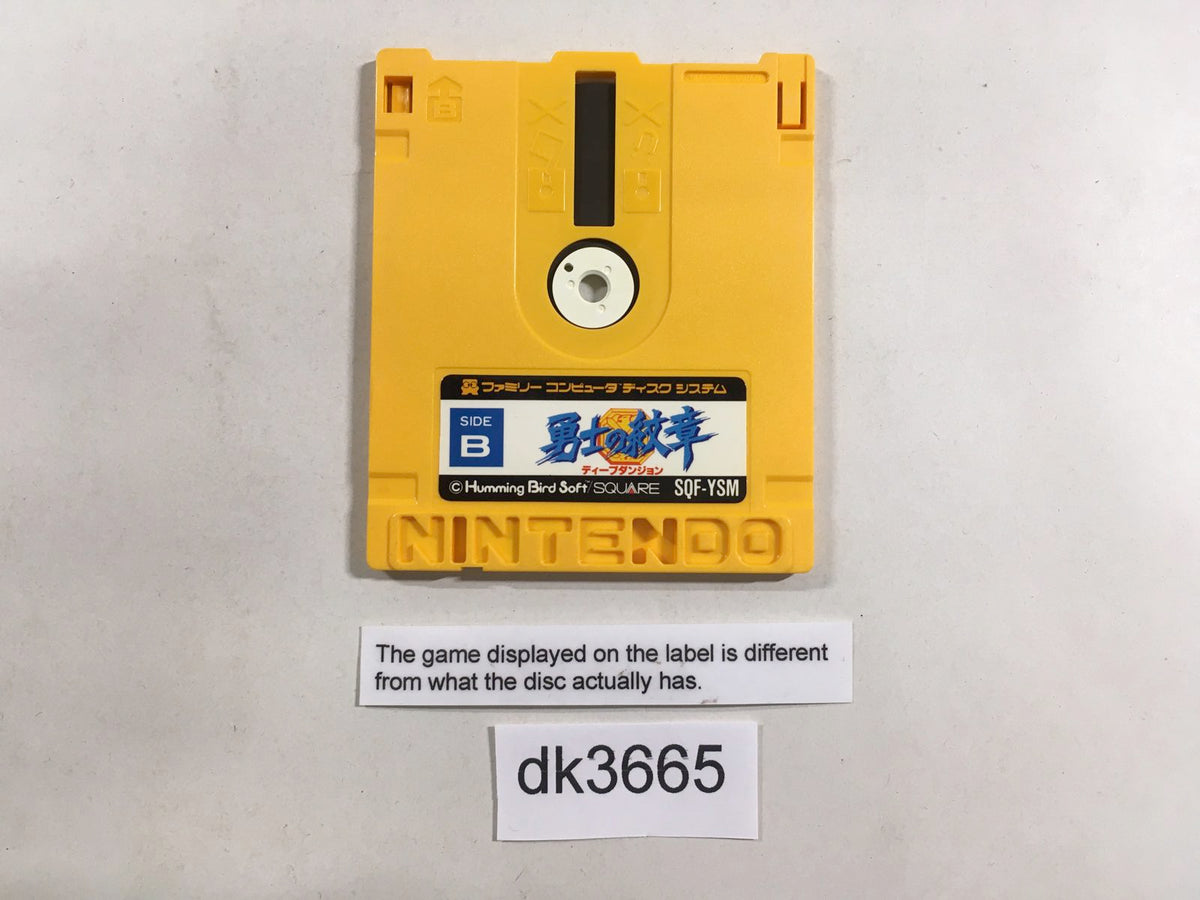 B
ファミリー コンピュータ ディスク システム
SIDE
B
勇士の紋章
ディープダンジョン
©Humming Bird Soft™/SQUARE SQF-YSM
NINTENDO
The game displayed on the label is different
from what the disc actually has.
dk3665